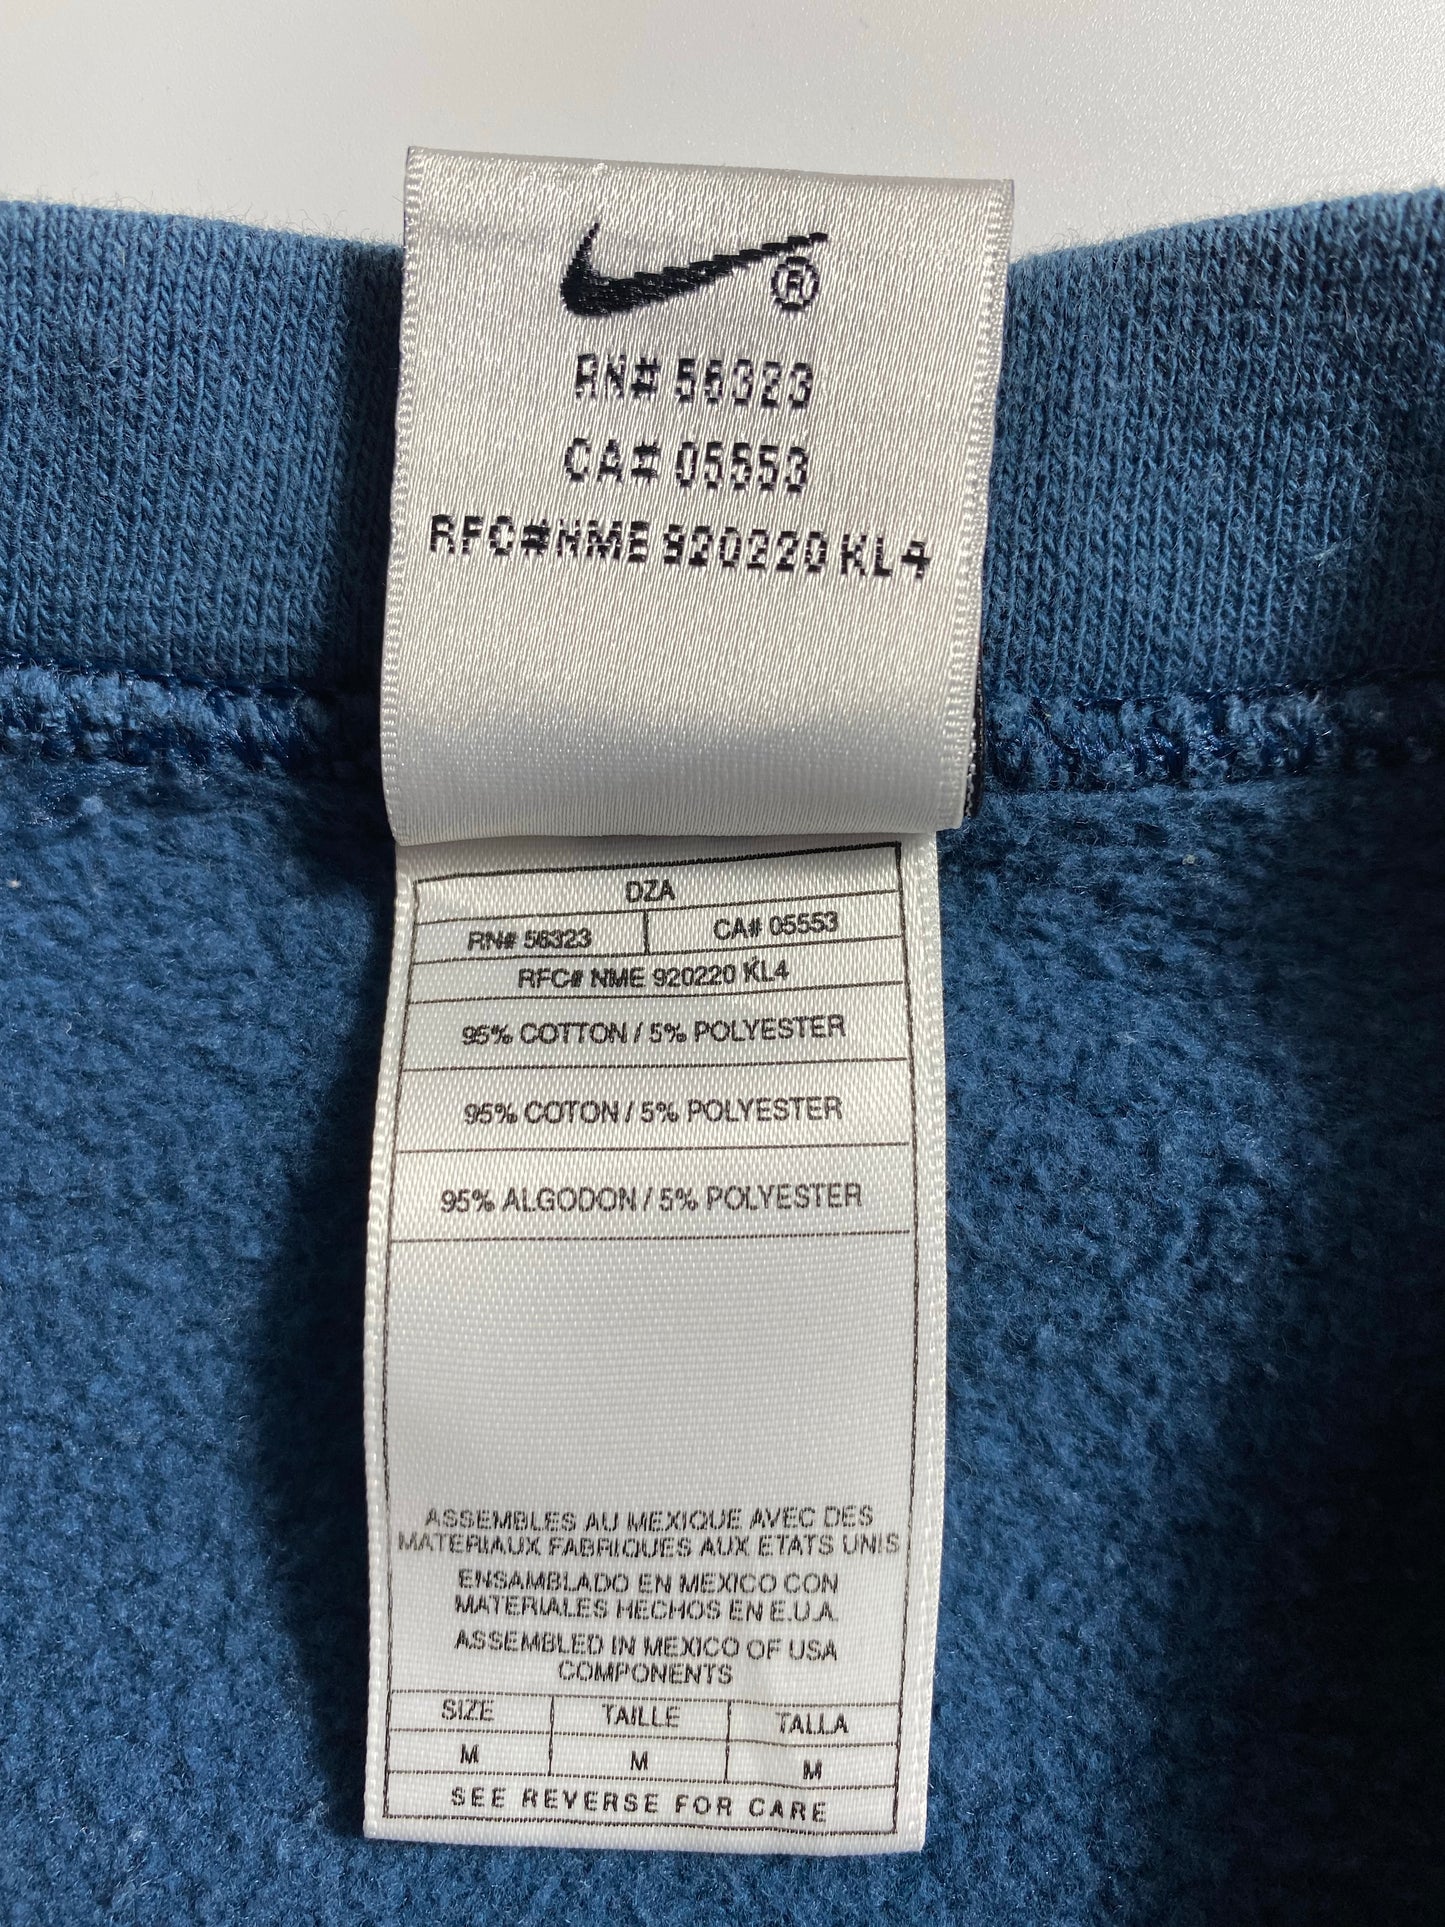 ®
RN# 56323
CA# 05553
RFC#NME 920220 KL4
DZA
RN# 56323 CA# 05553
RFC# NME 920220 KL4
95% COTTON / 5% POLYESTER
95% COTON / 5% POLYESTER
95% ALGODON / 5% POLYESTER
ASSEMBLES AU MEXIQUE AVEC DES
MATERIAUX FABRIQUES AUX ETATS UNIS
ENSAMBLADO EN MEXICO CON
MATERIALES HECHOS EN E.U.A.
ASSEMBLED IN MEXICO OF USA
COMPONENTS
SIZE TAILLE TALLA
M M M
SEE REVERSE FOR CARE